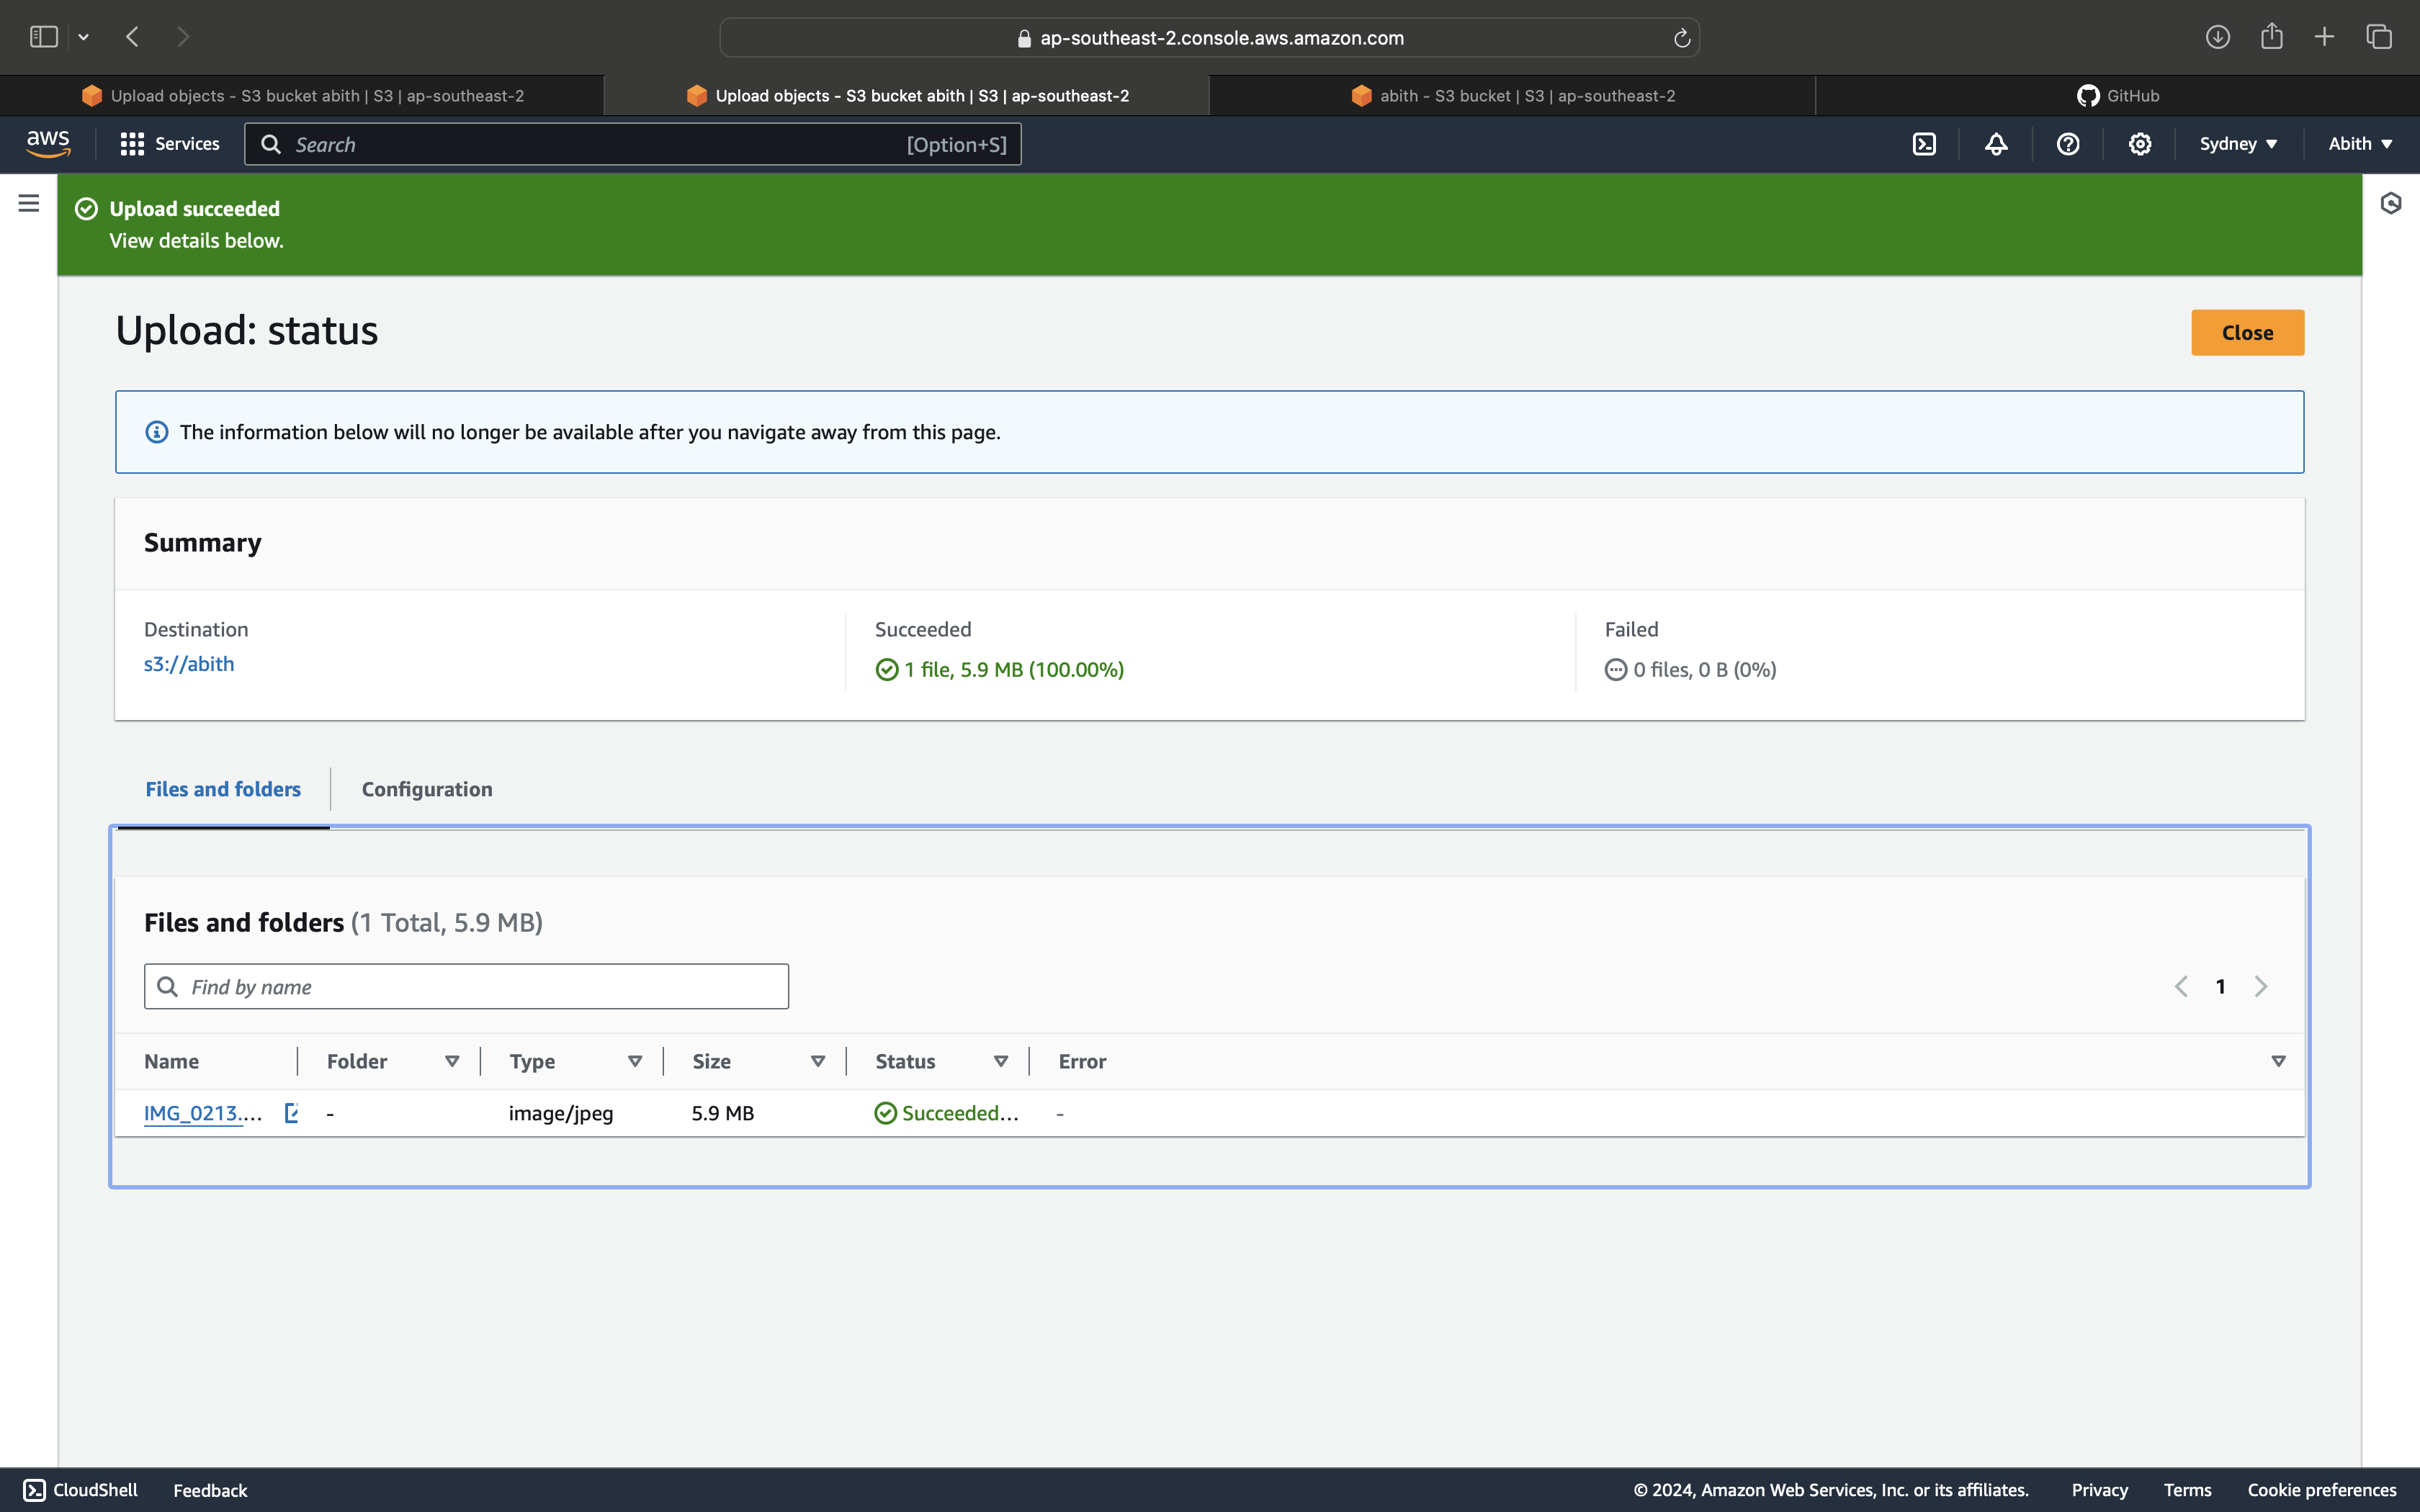 ap-southeast-2.console.aws.amazon.com
Upload objects - S3 bucket abith | S3 | ap-southeast-2
Upload objects - S3 bucket abith | S3 | ap-southeast-2
abith - S3 bucket | S3 | ap-southeast-2
GitHub
aws
Services
Search
[Option+S]
Sydney
Abith
Upload succeeded
View details below.
Upload: status
Close
The information below will no longer be available after you navigate away from this page.
Summary
Destination
s3://abith
Succeeded
1 file, 5.9 MB (100.00%)
Failed
0 files, 0 B (0%)
Files and folders
Configuration
Files and folders (1 Total, 5.9 MB)
Find by name
1
Name Folder Type Size Status Error
IMG_0213.... - image/jpeg 5.9 MB Succeeded... -
CloudShell
Feedback
© 2024, Amazon Web Services, Inc. or its affiliates.
Privacy
Terms
Cookie preferences